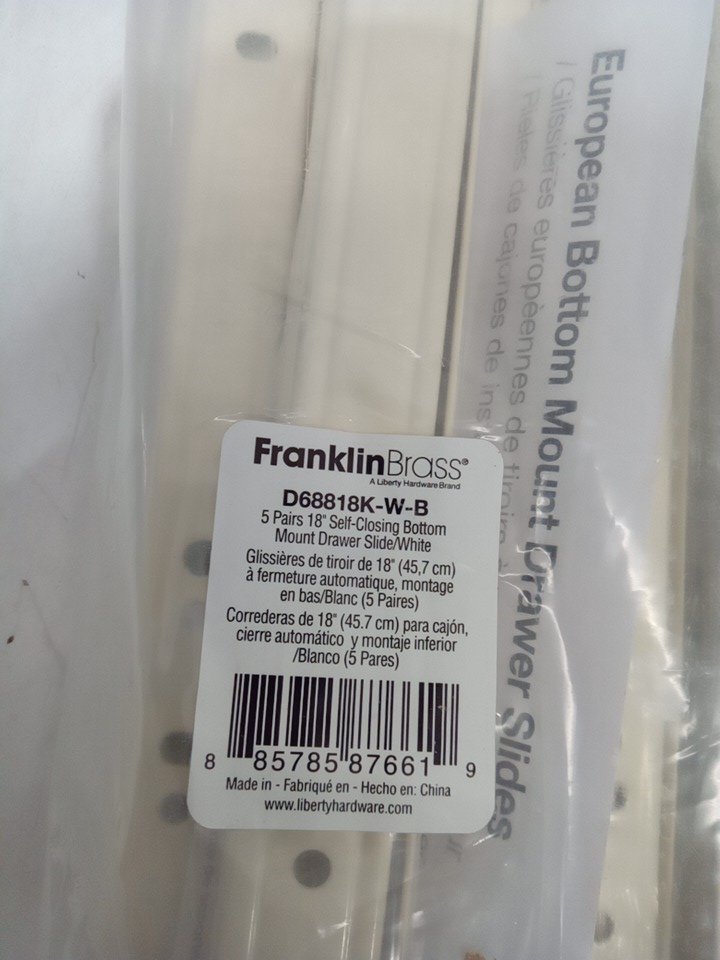 European Bottom Mount Drawer Slides
/ Glissières européennes de tiroirs
/ Rieles de cajones de
FranklinBrass®
A Liberty Hardware Brand
D68818K-W-B
5 Pairs 18" Self-Closing Bottom
Mount Drawer Slide/White
Glissières de tiroir de 18" (45,7 cm)
à fermeture automatique, montage
en bas/Blanc (5 Paires)
Correderas de 18" (45.7 cm) para cajón,
cierre automático y montaje inferior
/Blanco (5 Pares)
8 85785 87661 9
Made in - Fabriqué en - Hecho en: China
www.libertyhardware.com